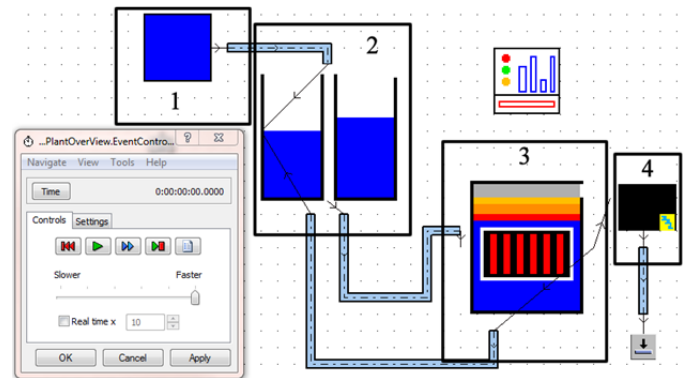 1
2
3
4
...PlantOverView.EventContro...
Navigate View Tools Help
Time 0:00:00:00.0000
Controls Settings
Slower Faster
Real time x 10
OK Cancel Apply